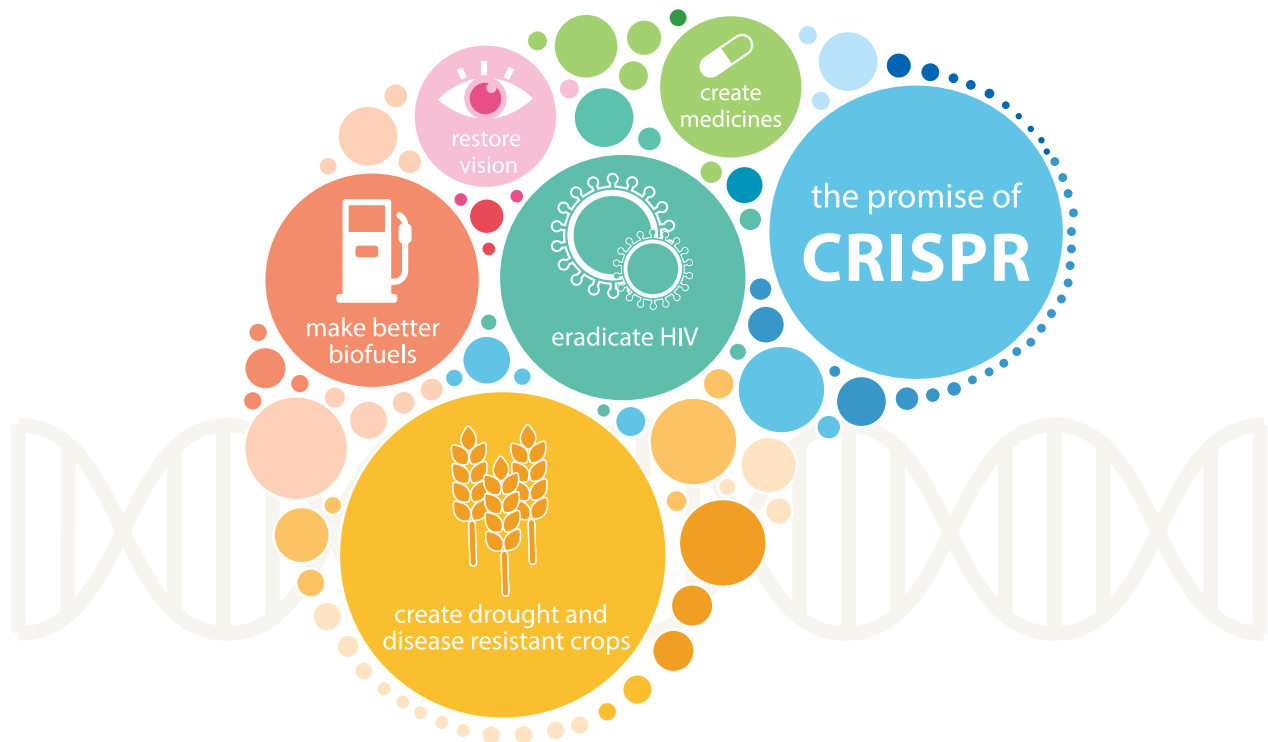 the promise of
CRISPR
create
medicines
restore
vision
eradicate HIV
make better
biofuels
create drought and
disease resistant crops